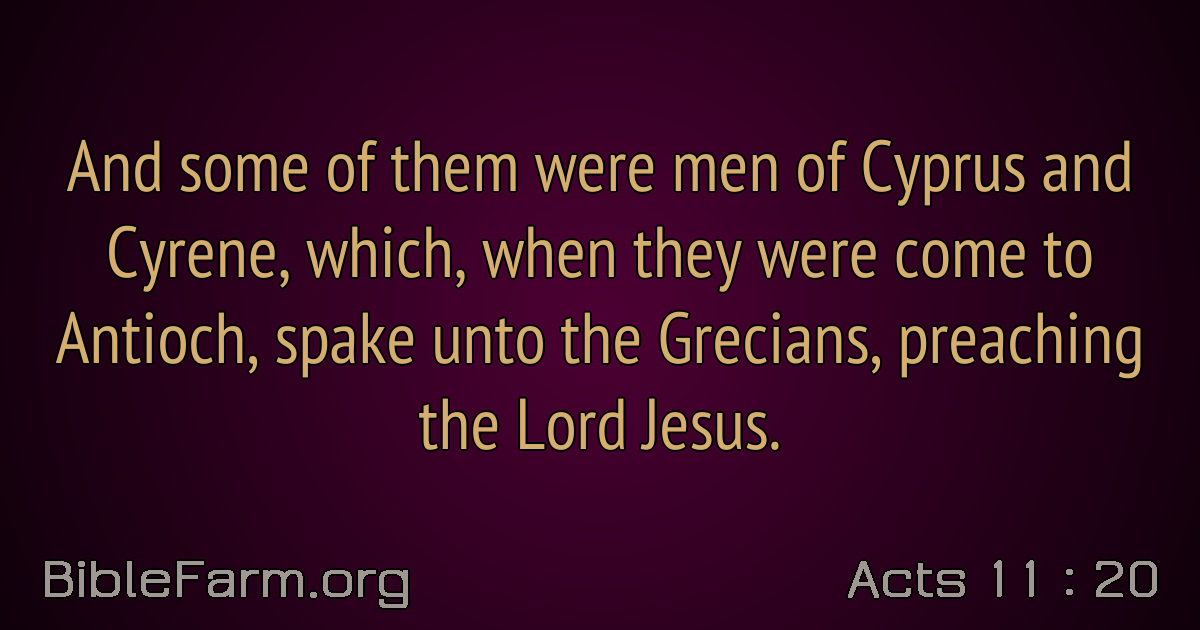 And some of them were men of Cyprus and
Cyrene, which, when they were come to
Antioch, spake unto the Grecians, preaching
the Lord Jesus.
BibleFarm.org
Acts 11 : 20